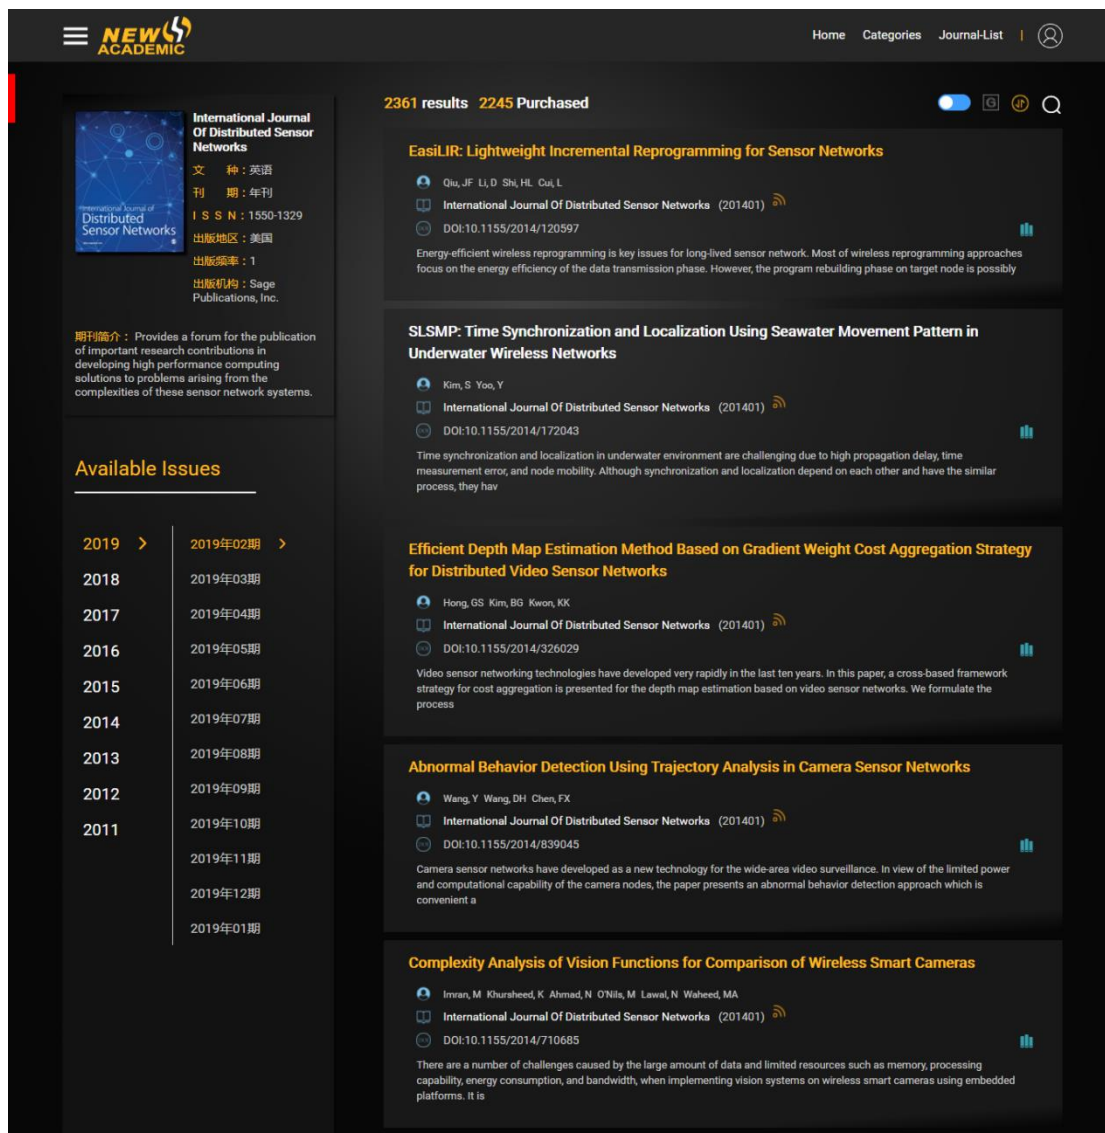 NEW
ACADEMIC
Home Categories Journal-List |
International Journal
Of Distributed Sensor
Networks
文 种：英语
刊 期：年刊
I S S N：1550-1329
出版地区：美国
出版频率：1
出版机构：Sage
Publications, Inc.
International Journal of
Distributed
Sensor Networks
期刊简介： Provides a forum for the publication
of important research contributions in
developing high performance computing
solutions to problems arising from the
complexities of these sensor network systems.
Available Issues
2019
2018
2017
2016
2015
2014
2013
2012
2011
2019年02期
2019年03期
2019年04期
2019年05期
2019年06期
2019年07期
2019年08期
2019年09期
2019年10期
2019年11期
2019年12期
2019年01期
2361 results 2245 Purchased
G
EasiLIR: Lightweight Incremental Reprogramming for Sensor Networks
Qiu, JF Li, D Shi, HL Cui, L
International Journal Of Distributed Sensor Networks (201401)
DOI:10.1155/2014/120597
Energy-efficient wireless reprogramming is key issues for long-lived sensor network. Most of wireless reprogramming approaches
focus on the energy efficiency of the data transmission phase. However, the program rebuilding phase on target node is possibly
SLSMP: Time Synchronization and Localization Using Seawater Movement Pattern in
Underwater Wireless Networks
Kim, S Yoo, Y
International Journal Of Distributed Sensor Networks (201401)
DOI:10.1155/2014/172043
Time synchronization and localization in underwater environment are challenging due to high propagation delay, time
measurement error, and node mobility. Although synchronization and localization depend on each other and have the similar
process, they hav
Efficient Depth Map Estimation Method Based on Gradient Weight Cost Aggregation Strategy
for Distributed Video Sensor Networks
Hong, GS Kim, BG Kwon, KK
International Journal Of Distributed Sensor Networks (201401)
DOI:10.1155/2014/326029
Video sensor networking technologies have developed very rapidly in the last ten years. In this paper, a cross-based framework
strategy for cost aggregation is presented for the depth map estimation based on video sensor networks. We formulate the
process
Abnormal Behavior Detection Using Trajectory Analysis in Camera Sensor Networks
Wang, Y Wang, DH Chen, FX
International Journal Of Distributed Sensor Networks (201401)
DOI:10.1155/2014/839045
Camera sensor networks have developed as a new technology for the wide-area video surveillance. In view of the limited power
and computational capability of the camera nodes, the paper presents an abnormal behavior detection approach which is
convenient a
Complexity Analysis of Vision Functions for Comparison of Wireless Smart Cameras
Imran, M Khursheed, K Ahmad, N O'Nils, M Lawal, N Waheed, MA
International Journal Of Distributed Sensor Networks (201401)
DOI:10.1155/2014/710685
There are a number of challenges caused by the large amount of data and limited resources such as memory, processing
capability, energy consumption, and bandwidth, when implementing vision systems on wireless smart cameras using embedded
platforms. It is